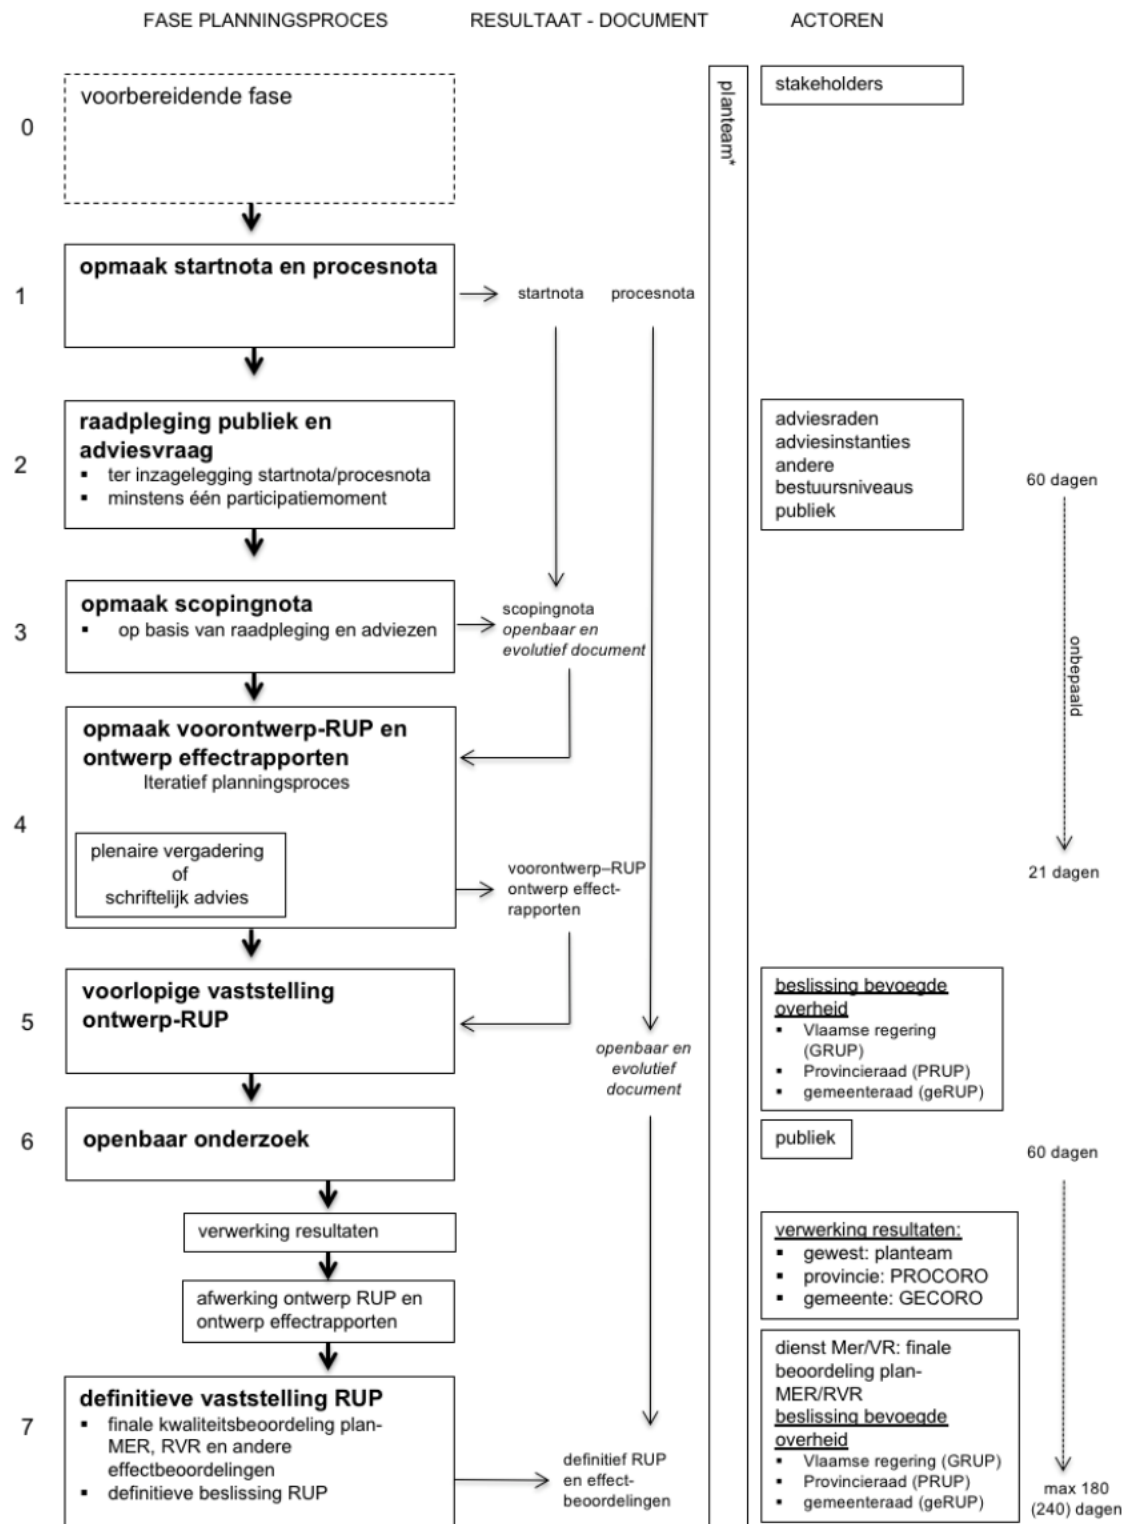 FASE PLANNINGSPROCES
RESULTAAT - DOCUMENT
ACTOREN
0
voorbereidende fase
planteam*
stakeholders
1
opmaak startnota en procesnota
startnota
procesnota
2
raadpleging publiek en
adviesvraag
▪ ter inzagelegging startnota/procesnota
▪ minstens één participatiemoment
adviesraden
adviesinstanties
andere
bestuursniveaus
publiek
60 dagen
3
opmaak scopingnota
▪ op basis van raadpleging en adviezen
scopingnota
openbaar en
evolutief document
onbepaald
4
opmaak voorontwerp-RUP en
ontwerp effectrapporten
Iteratief planningsproces
plenaire vergadering
of
schriftelijk advies
voorontwerp–RUP
ontwerp effect-
rapporten
21 dagen
5
voorlopige vaststelling
ontwerp-RUP
openbaar en
evolutief
document
beslissing bevoegde
overheid
▪ Vlaamse regering
(GRUP)
▪ Provincieraad (PRUP)
▪ gemeenteraad (geRUP)
6
openbaar onderzoek
publiek
60 dagen
verwerking resultaten
verwerking resultaten:
▪ gewest: planteam
▪ provincie: PROCORO
▪ gemeente: GECORO
afwerking ontwerp RUP en
ontwerp effectrapporten
7
definitieve vaststelling RUP
▪ finale kwaliteitsbeoordeling plan-
MER, RVR en andere
effectbeoordelingen
▪ definitieve beslissing RUP
definitief RUP
en effect-
beoordelingen
dienst Mer/VR: finale
beoordeling plan-
MER/RVR
beslissing bevoegde
overheid
▪ Vlaamse regering (GRUP)
▪ Provincieraad (PRUP)
▪ gemeenteraad (geRUP)
max 180
(240) dagen